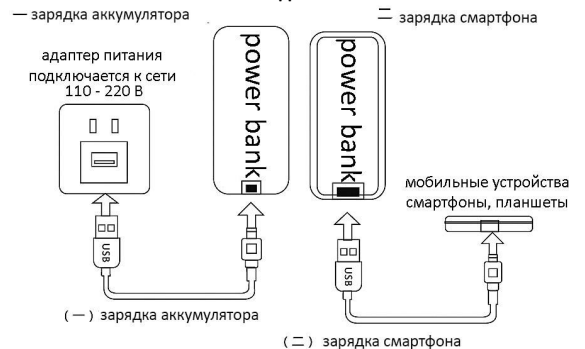 一 зарядка аккумулятора
二 зарядка смартфона
адаптер питания
подключается к сети
110 - 220 В
power bank
power bank
мобильные устройства
смартфоны, планшеты
USB
USB
(一) зарядка аккумулятора
(二) зарядка смартфона